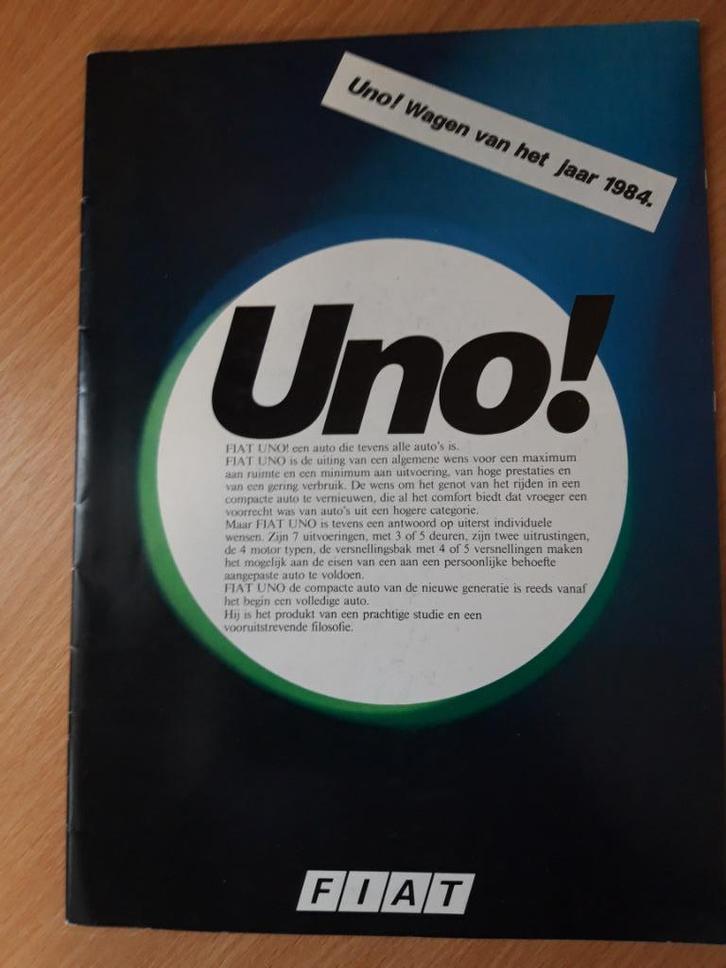 Uno! Wagen van het jaar 1984.
Uno!
FIAT UNO! een auto die tevens alle auto's is.
FIAT UNO is de uiting van een algemene wens voor een maximum
aan ruimte en een minimum aan uitvoering, van hoge prestaties en
van een gering verbruik. De wens om het genot van het rijden in een
compacte auto te vernieuwen, die al het comfort biedt dat vroeger een
voorrecht was van auto's uit een hogere categorie.
Maar FIAT UNO is tevens een antwoord op uiterst individuele
wensen. Zijn 7 uitvoeringen, met 3 of 5 deuren, zijn twee uitrustingen,
de 4 motor typen, de versnellingsbak met 4 of 5 versnellingen maken
het mogelijk aan de eisen van een aan een persoonlijke behoefte
aangepaste auto te voldoen.
FIAT UNO de compacte auto van de nieuwe generatie is reeds vanaf
het begin een volledige auto.
Hij is het produkt van een prachtige studie en een
vooruitstrevende filosofie.
FIAT